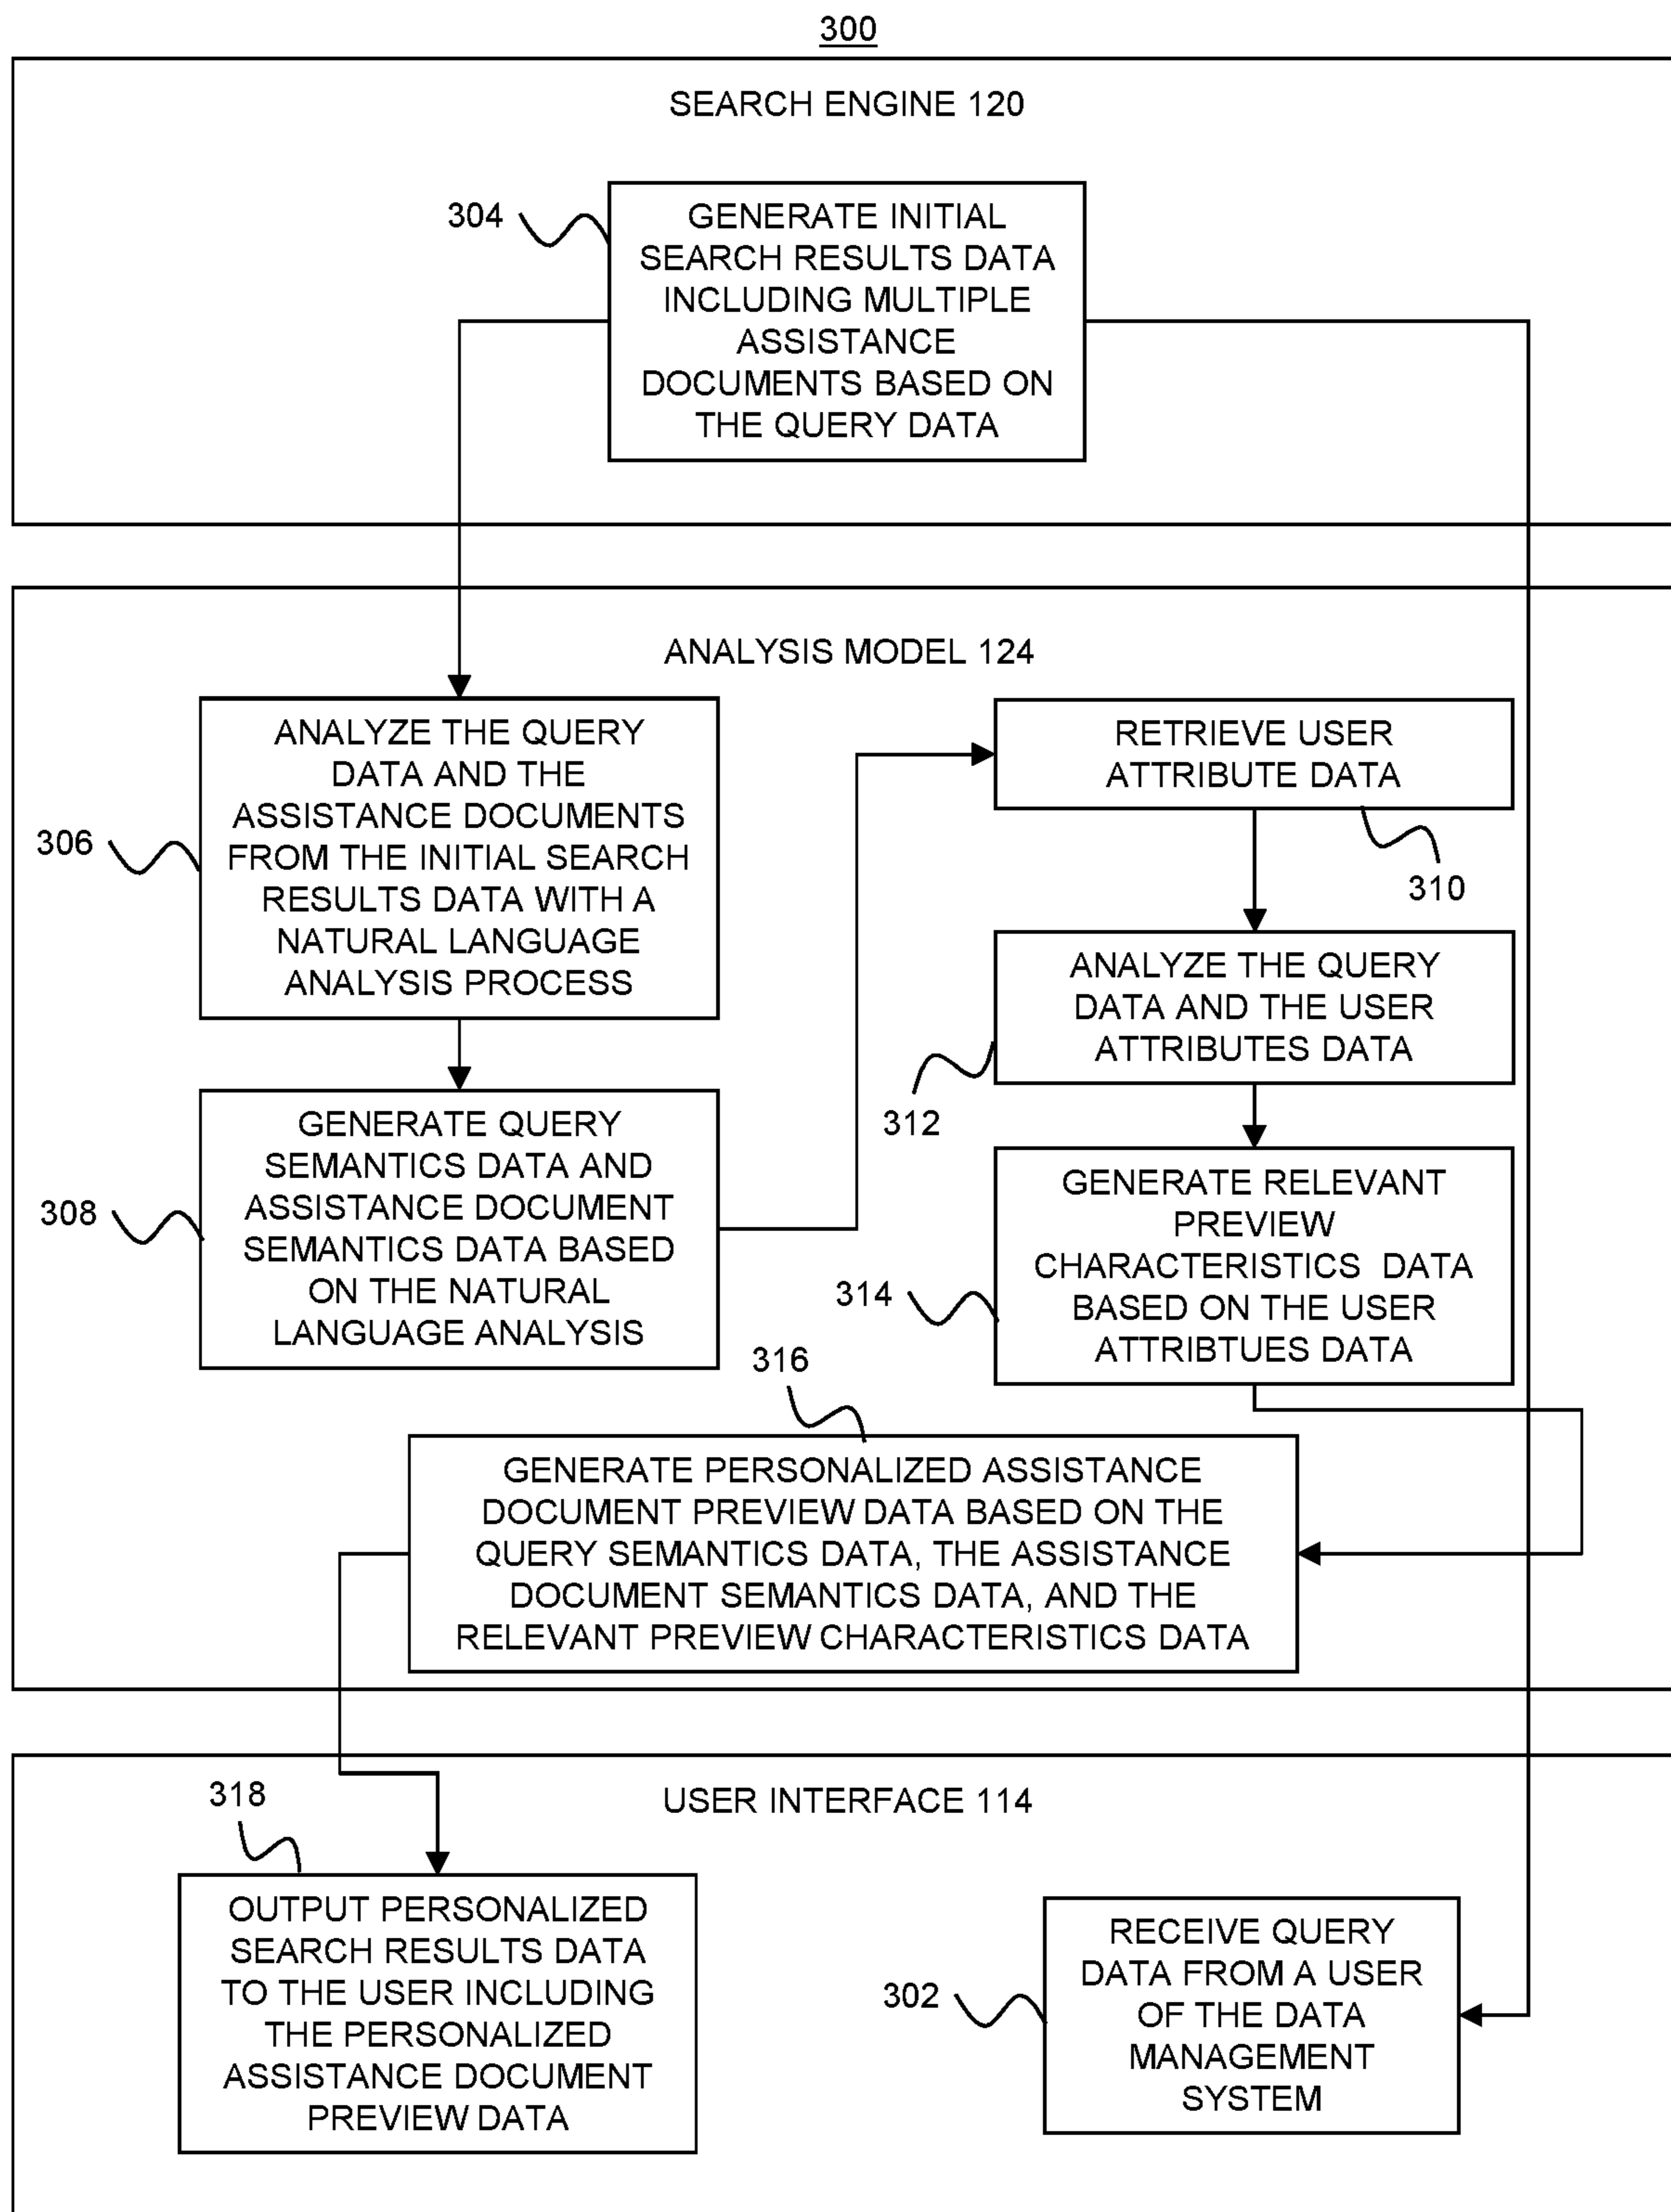 300
SEARCH ENGINE 120
304
GENERATE INITIAL
SEARCH RESULTS DATA
INCLUDING MULTIPLE
ASSISTANCE
DOCUMENTS BASED ON
THE QUERY DATA
ANALYSIS MODEL 124
306
ANALYZE THE QUERY
DATA AND THE
ASSISTANCE DOCUMENTS
FROM THE INITIAL SEARCH
RESULTS DATA WITH A
NATURAL LANGUAGE
ANALYSIS PROCESS
308
GENERATE QUERY
SEMANTICS DATA AND
ASSISTANCE DOCUMENT
SEMANTICS DATA BASED
ON THE NATURAL
LANGUAGE ANALYSIS
RETRIEVE USER
ATTRIBUTE DATA
310
ANALYZE THE QUERY
DATA AND THE USER
ATTRIBUTES DATA
312
GENERATE RELEVANT
PREVIEW
CHARACTERISTICS DATA
BASED ON THE USER
ATTRIBTUES DATA
314
316
GENERATE PERSONALIZED ASSISTANCE
DOCUMENT PREVIEW DATA BASED ON THE
QUERY SEMANTICS DATA, THE ASSISTANCE
DOCUMENT SEMANTICS DATA, AND THE
RELEVANT PREVIEW CHARACTERISTICS DATA
USER INTERFACE 114
318
OUTPUT PERSONALIZED
SEARCH RESULTS DATA
TO THE USER INCLUDING
THE PERSONALIZED
ASSISTANCE DOCUMENT
PREVIEW DATA
302
RECEIVE QUERY
DATA FROM A USER
OF THE DATA
MANAGEMENT
SYSTEM